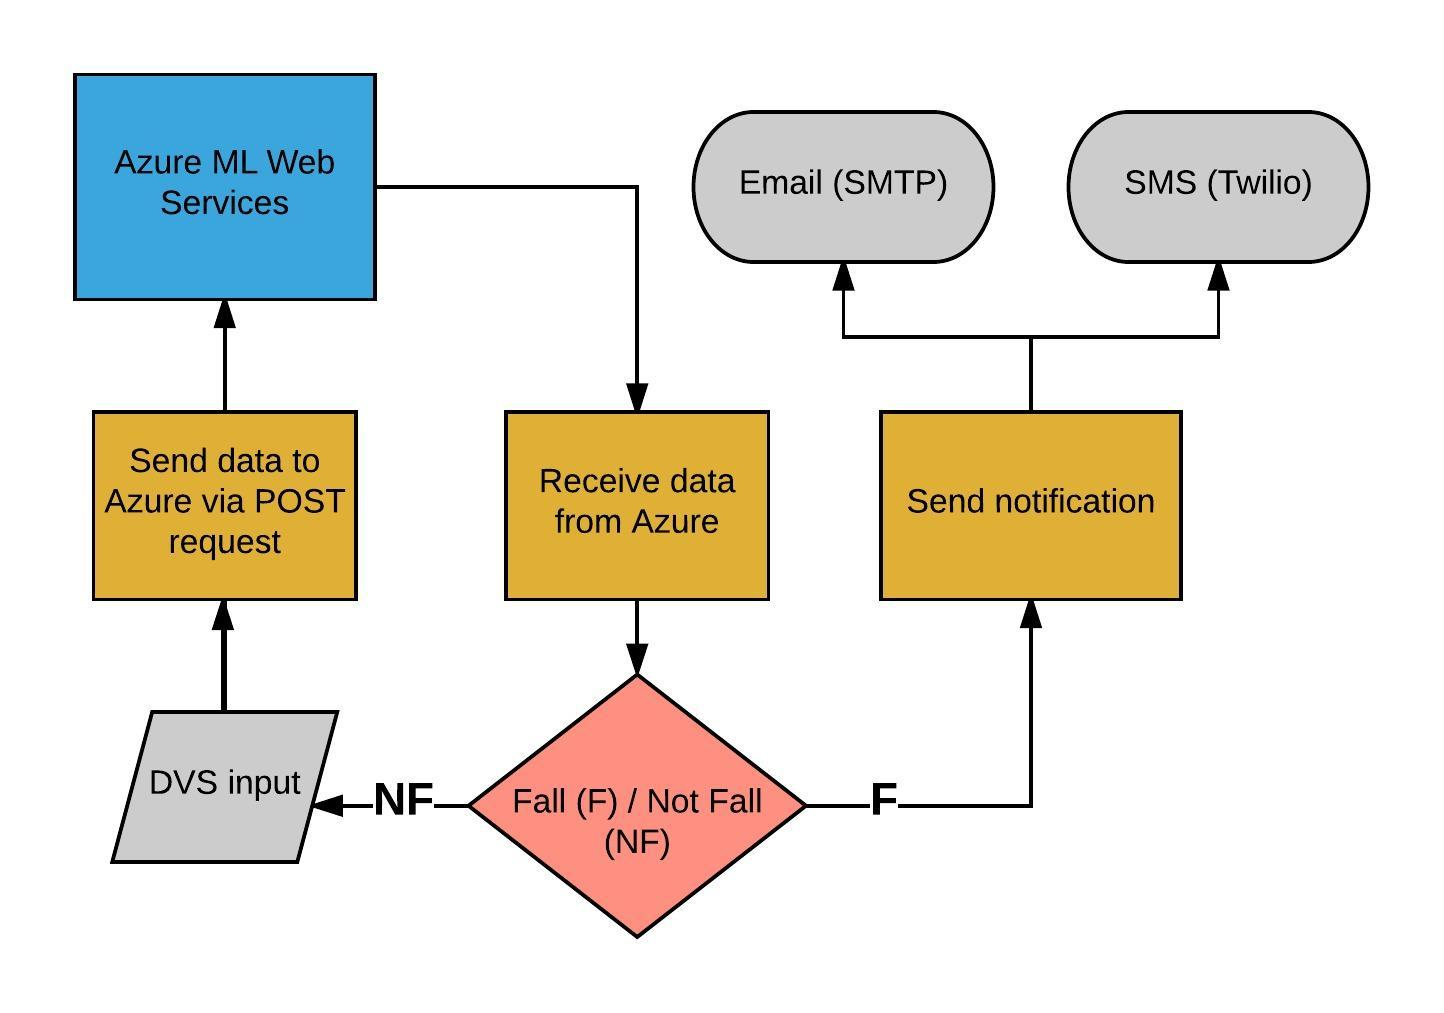 Azure ML Web
Services
Email (SMTP)
SMS (Twilio)
Send data to
Azure via POST
request
Receive data
from Azure
Send notification
DVS input
NF
Fall (F) / Not Fall
(NF)
F